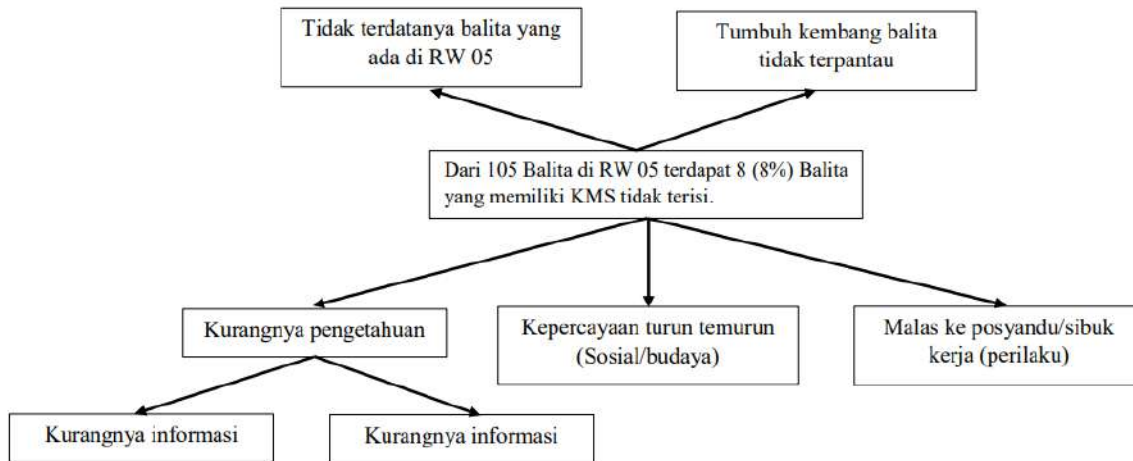 Tidak terdatanya balita yang
ada di RW 05
Tumbuh kembang balita
tidak terpantau
Dari 105 Balita di RW 05 terdapat 8 (8%) Balita
yang memiliki KMS tidak terisi.
Kurangnya pengetahuan
Kepercayaan turun temurun
(Sosial/budaya)
Malas ke posyandu/sibuk
kerja (perilaku)
Kurangnya informasi
Kurangnya informasi